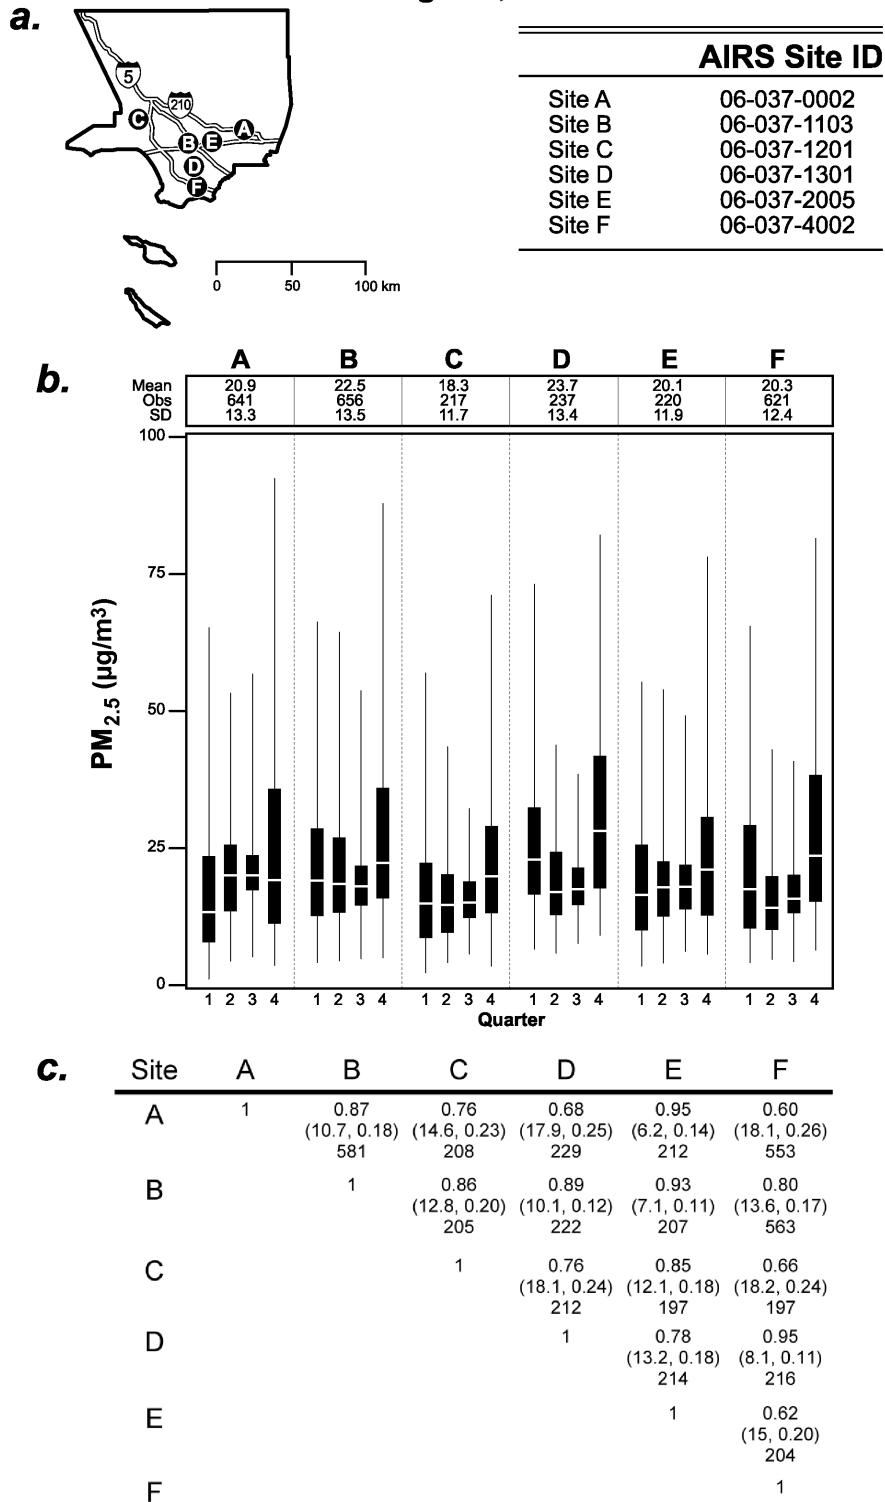 a.
5
210
C
A
B E
D
F
0 50 100 km
AIRS Site ID
Site A 06-037-0002
Site B 06-037-1103
Site C 06-037-1201
Site D 06-037-1301
Site E 06-037-2005
Site F 06-037-4002
b.
A B C D E F
Mean 20.9 22.5 18.3 23.7 20.1 20.3
Obs 641 656 217 237 220 621
SD 13.3 13.5 11.7 13.4 11.9 12.4
100
75
50
25
0
PM2.5 (µg/m³)
1 2 3 4 1 2 3 4 1 2 3 4 1 2 3 4 1 2 3 4 1 2 3 4
Quarter
c.
Site A B C D E F
A 1 0.87 0.76 0.68 0.95 0.60
(10.7, 0.18) (14.6, 0.23) (17.9, 0.25) (6.2, 0.14) (18.1, 0.26)
581 208 229 212 553
B 1 0.86 0.89 0.93 0.80
(12.8, 0.20) (10.1, 0.12) (7.1, 0.11) (13.6, 0.17)
205 222 207 563
C 1 0.76 0.85 0.66
(18.1, 0.24) (12.1, 0.18) (18.2, 0.24)
212 197 197
D 1 0.78 0.95
(13.2, 0.18) (8.1, 0.11)
214 216
E 1 0.62
(15, 0.20)
204
F 1